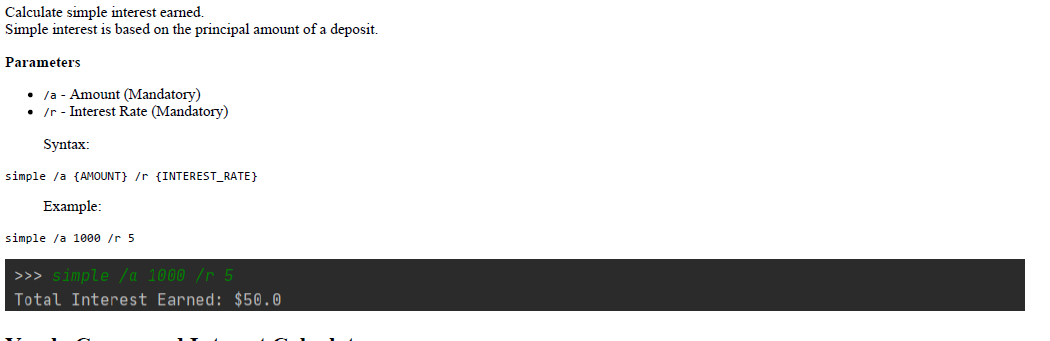 Calculate simple interest earned.
Simple interest is based on the principal amount of a deposit.
Parameters
• /a - Amount (Mandatory)
• /r - Interest Rate (Mandatory)
Syntax:
simple /a {AMOUNT} /r {INTEREST_RATE}
Example:
simple /a 1000 /r 5
>>> simple /a 1000 /r 5
Total Interest Earned: $50.0